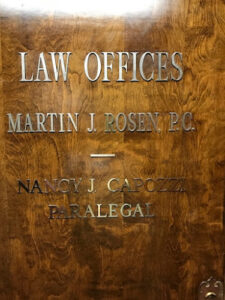 LAW OFFICES
MARTIN J. ROSEN, P.C.
NANCY J. CAPOZZI
PARALEGAL